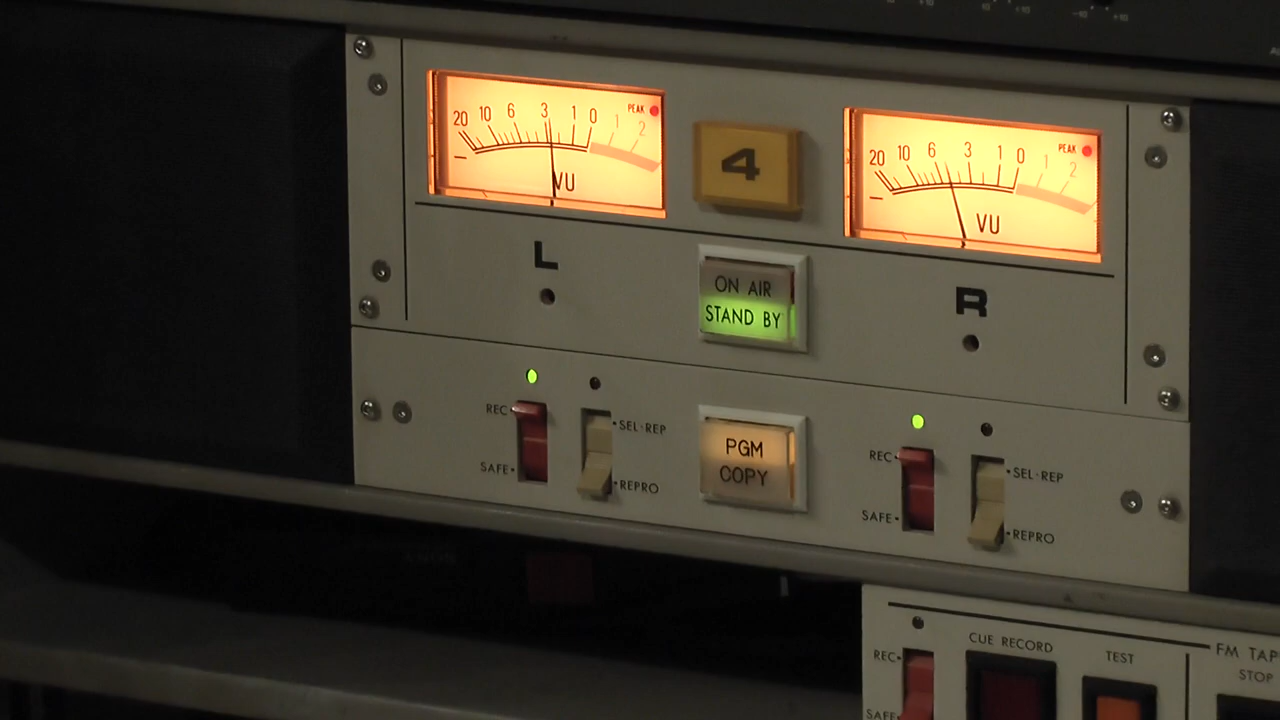 20 10 6 3 1 0 1 2
PEAK
VU
4
20 10 6 3 1 0 1 2
PEAK
VU
L
ON AIR
STAND BY
R
REC
SEL-REP
SAFE
REPRO
PGM
COPY
REC
SEL-REP
SAFE
REPRO
CUE RECORD
TEST
FM TAP
STOP
REC
SAFE